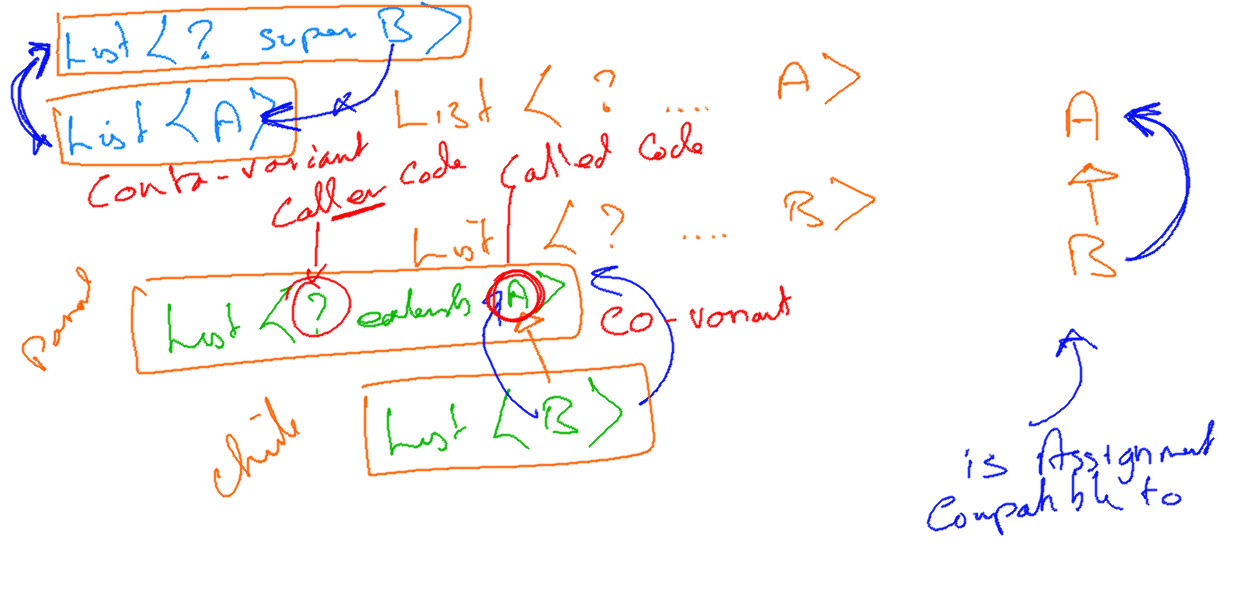 List < ? super B >
List < A >
List < ? .... A >
Contra-variant
Caller code
Called Code
List < ? .... B >
parent
List < ? extends A >
Co-variant
child
List < B >
A
B
is Assignment
Compatible to